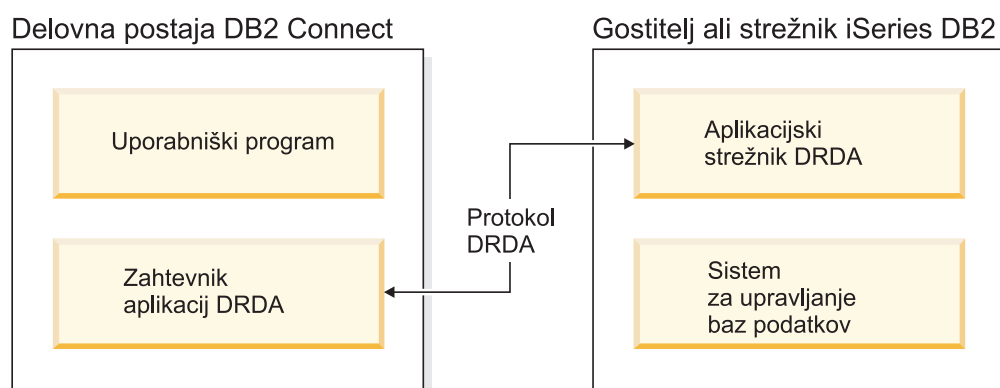 Delovna postaja DB2 Connect
Uporabniški program
Zahtevnik
aplikacij DRDA
Protokol
DRDA
Gostitelj ali strežnik iSeries DB2
Aplikacijski
strežnik DRDA
Sistem
za upravljanje
baz podatkov